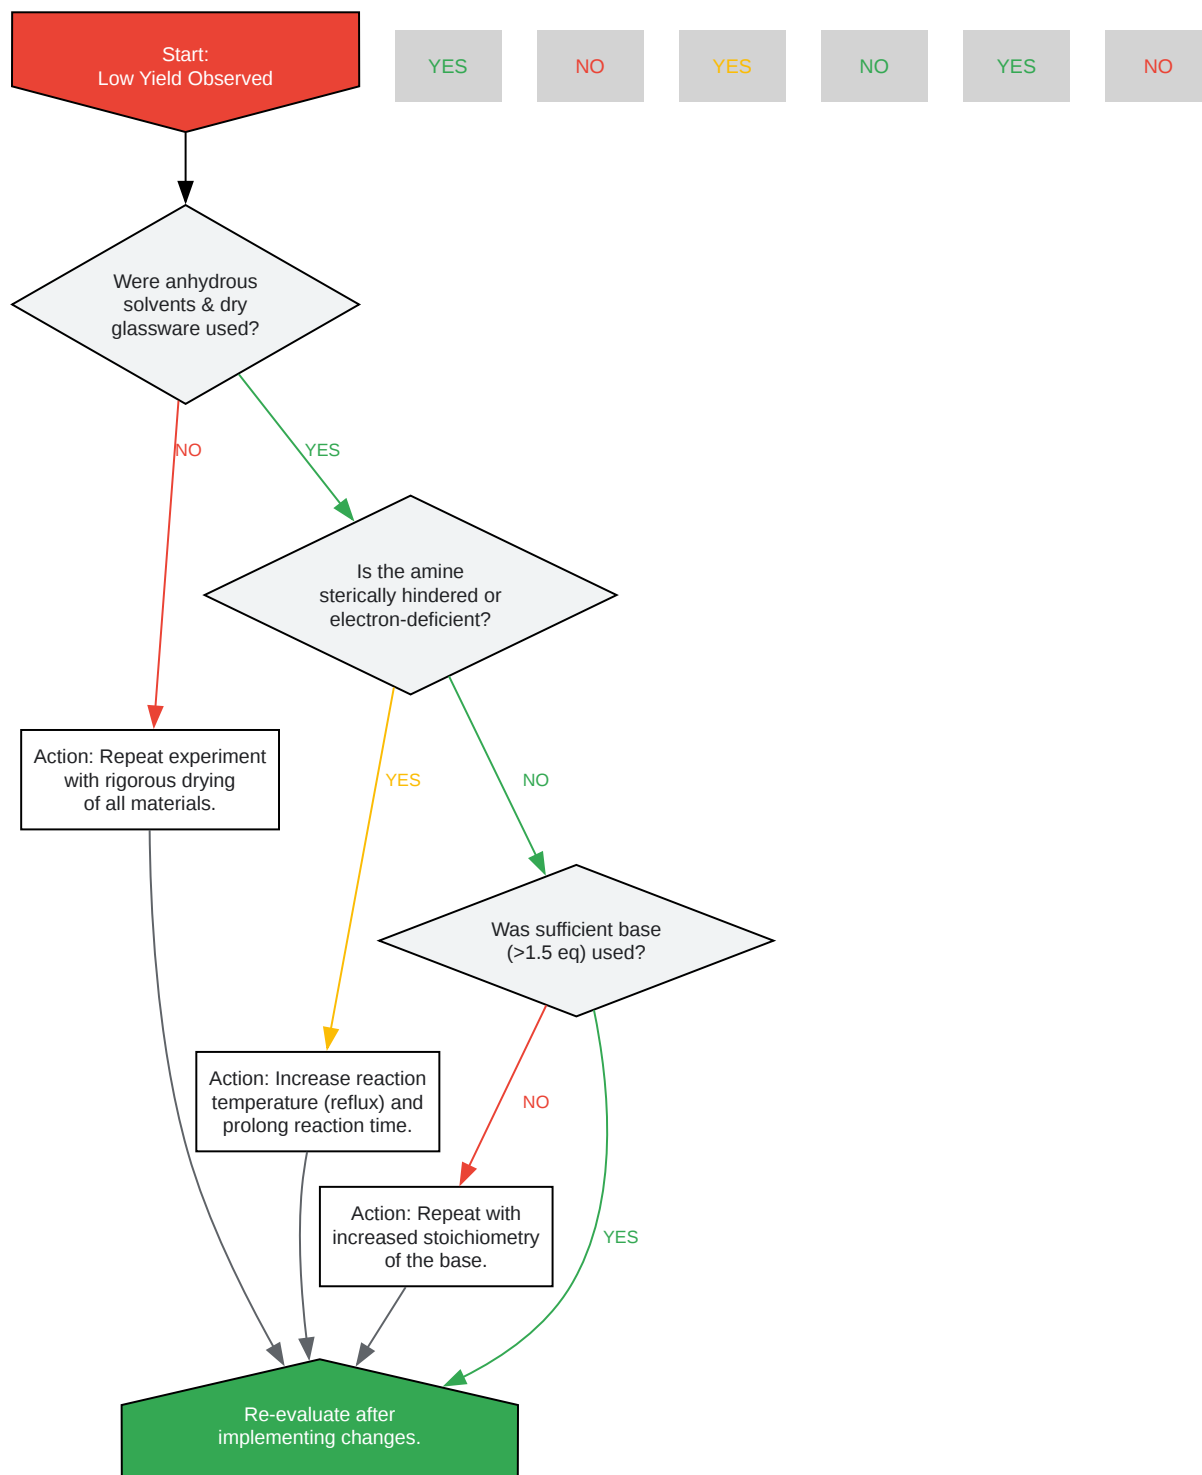 Start:
Low Yield Observed
YES
NO
YES
NO
YES
NO
Were anhydrous
solvents & dry
glassware used?
NO
YES
Is the amine
sterically hindered or
electron-deficient?
Action: Repeat experiment
with rigorous drying
of all materials.
YES
NO
Was sufficient base
(>1.5 eq) used?
Action: Increase reaction
temperature (reflux) and
prolong reaction time.
NO
Action: Repeat with
increased stoichiometry
of the base.
YES
Re-evaluate after
implementing changes.